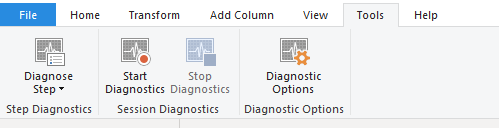 File Home Transform Add Column View Tools Help
Diagnose Step
Start Diagnostics
Stop Diagnostics
Diagnostic Options
Step Diagnostics Session Diagnostics Diagnostic Options